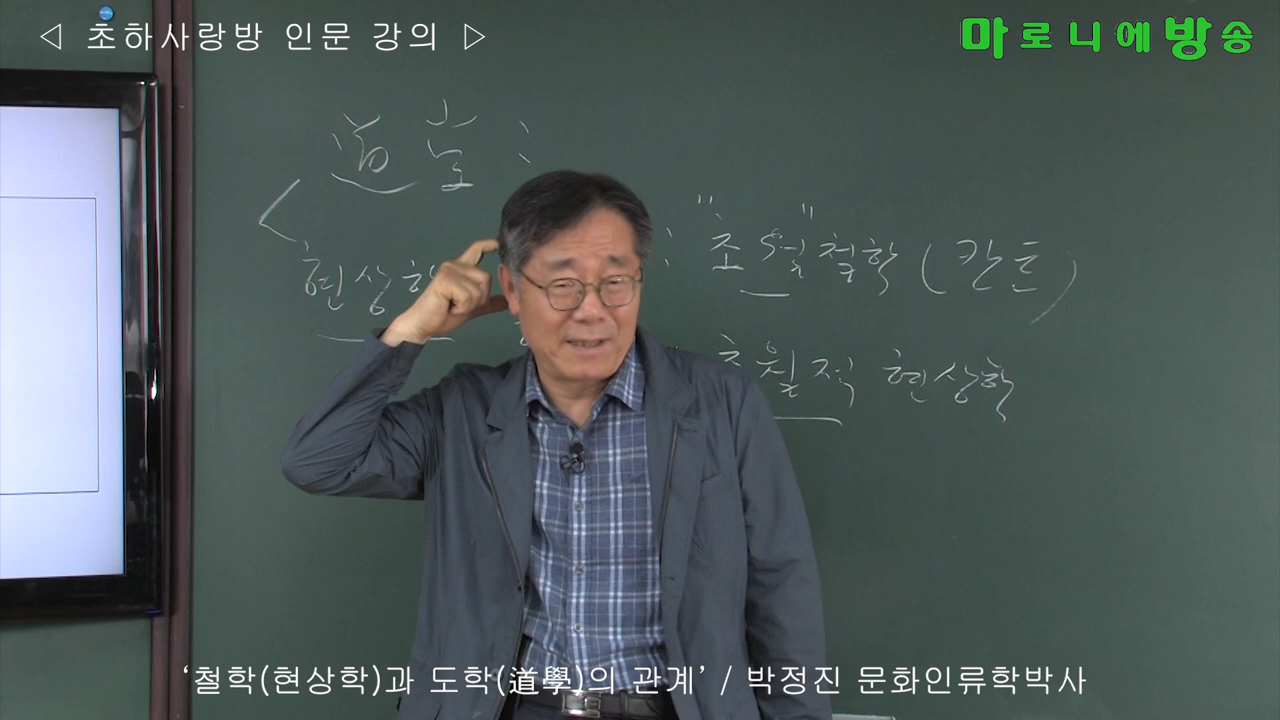 ◁ 초하사랑방 인문 강의 ▷
마로니에방송
道
현상학
: "초월"철학 (칸트)
초월적 현상학
‘철학(현상학)과 도학(道學)의 관계’ / 박정진 문화인류학박사